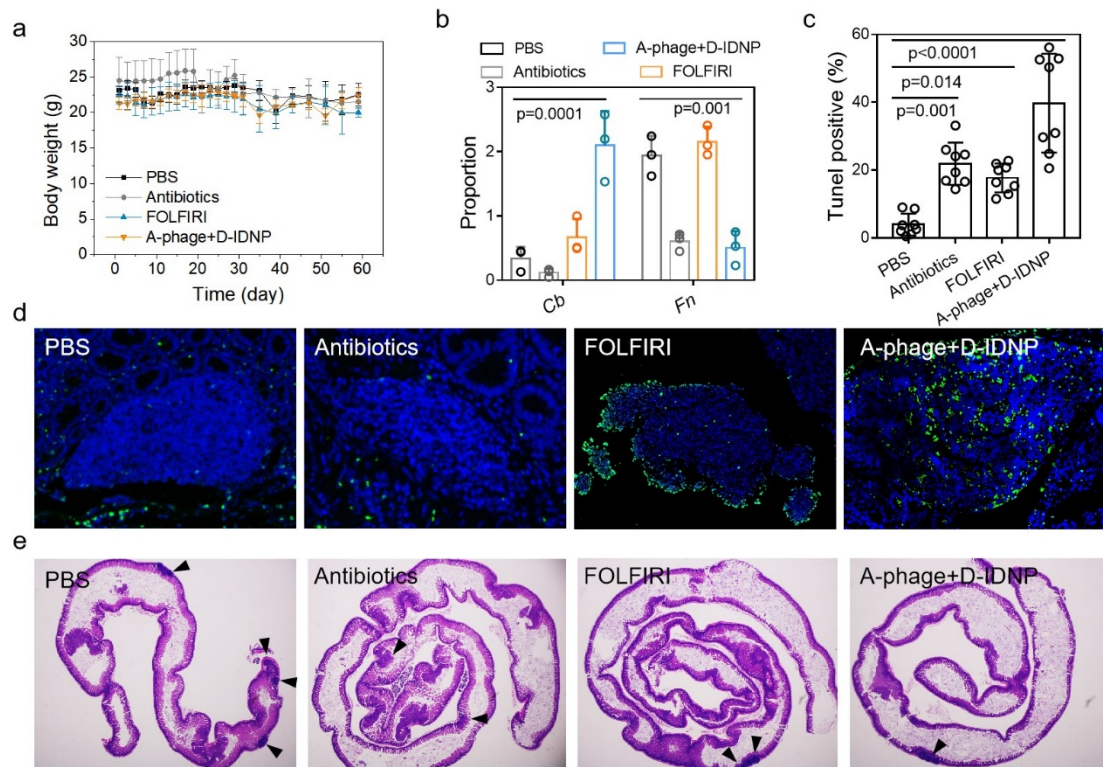 a
Body weight (g)
35
30
25
20
15
10
5
0
PBS
Antibiotics
FOLFIRI
A-phage+D-IDNP
0 10 20 30 40 50 60
Time (day)
b
PBS
A-phage+D-IDNP
Antibiotics
FOLFIRI
Proportion
3
2
1
0
p=0.0001
p=0.001
Cb
Fn
c
Tunel positive (%)
60
40
20
0
p<0.0001
p=0.014
p=0.001
PBS
Antibiotics
FOLFIRI
A-phage+D-IDNP
d
PBS
Antibiotics
FOLFIRI
A-phage+D-IDNP
e
PBS
Antibiotics
FOLFIRI
A-phage+D-IDNP